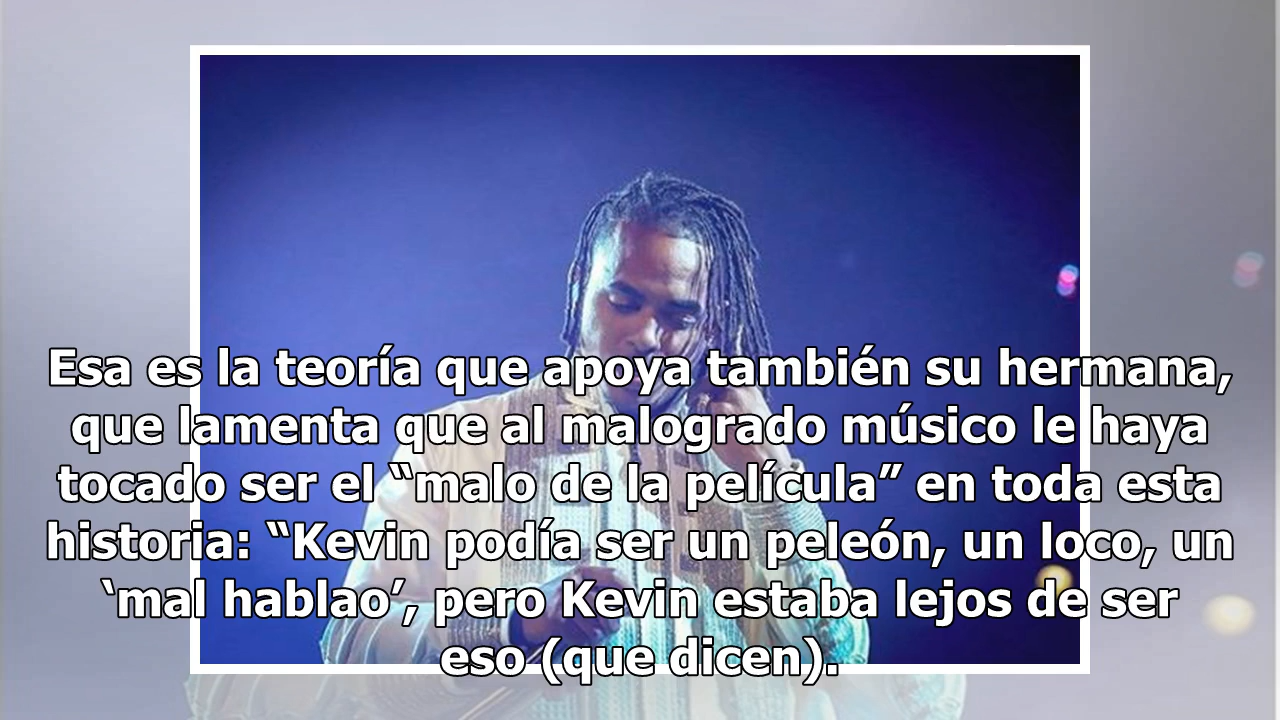 Esa es la teoría que apoya también su hermana,
que lamenta que al malogrado músico le haya
tocado ser el “malo de la película” en toda esta
historia: “Kevin podía ser un peleón, un loco, un
‘mal hablao’, pero Kevin estaba lejos de ser
eso (que dicen).